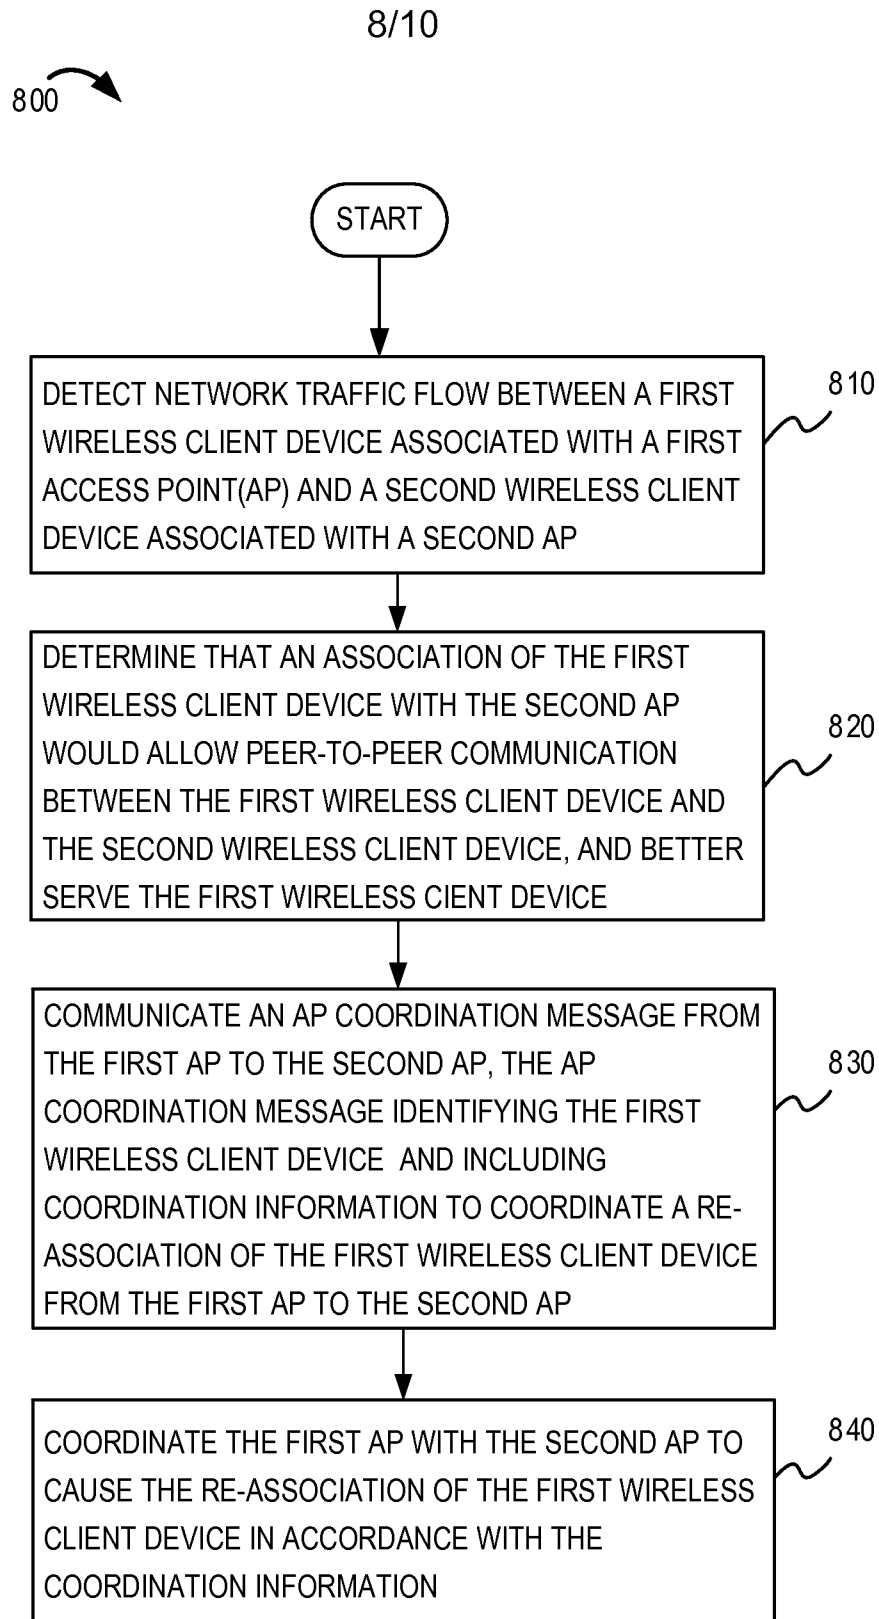 8/10
800
START
810
DETECT NETWORK TRAFFIC FLOW BETWEEN A FIRST
WIRELESS CLIENT DEVICE ASSOCIATED WITH A FIRST
ACCESS POINT(AP) AND A SECOND WIRELESS CLIENT
DEVICE ASSOCIATED WITH A SECOND AP
820
DETERMINE THAT AN ASSOCIATION OF THE FIRST
WIRELESS CLIENT DEVICE WITH THE SECOND AP
WOULD ALLOW PEER-TO-PEER COMMUNICATION
BETWEEN THE FIRST WIRELESS CLIENT DEVICE AND
THE SECOND WIRELESS CLIENT DEVICE, AND BETTER
SERVE THE FIRST WIRELESS CIENT DEVICE
830
COMMUNICATE AN AP COORDINATION MESSAGE FROM
THE FIRST AP TO THE SECOND AP, THE AP
COORDINATION MESSAGE IDENTIFYING THE FIRST
WIRELESS CLIENT DEVICE  AND INCLUDING
COORDINATION INFORMATION TO COORDINATE A RE-
ASSOCIATION OF THE FIRST WIRELESS CLIENT DEVICE
FROM THE FIRST AP TO THE SECOND AP
840
COORDINATE THE FIRST AP WITH THE SECOND AP TO
CAUSE THE RE-ASSOCIATION OF THE FIRST WIRELESS
CLIENT DEVICE IN ACCORDANCE WITH THE
COORDINATION INFORMATION